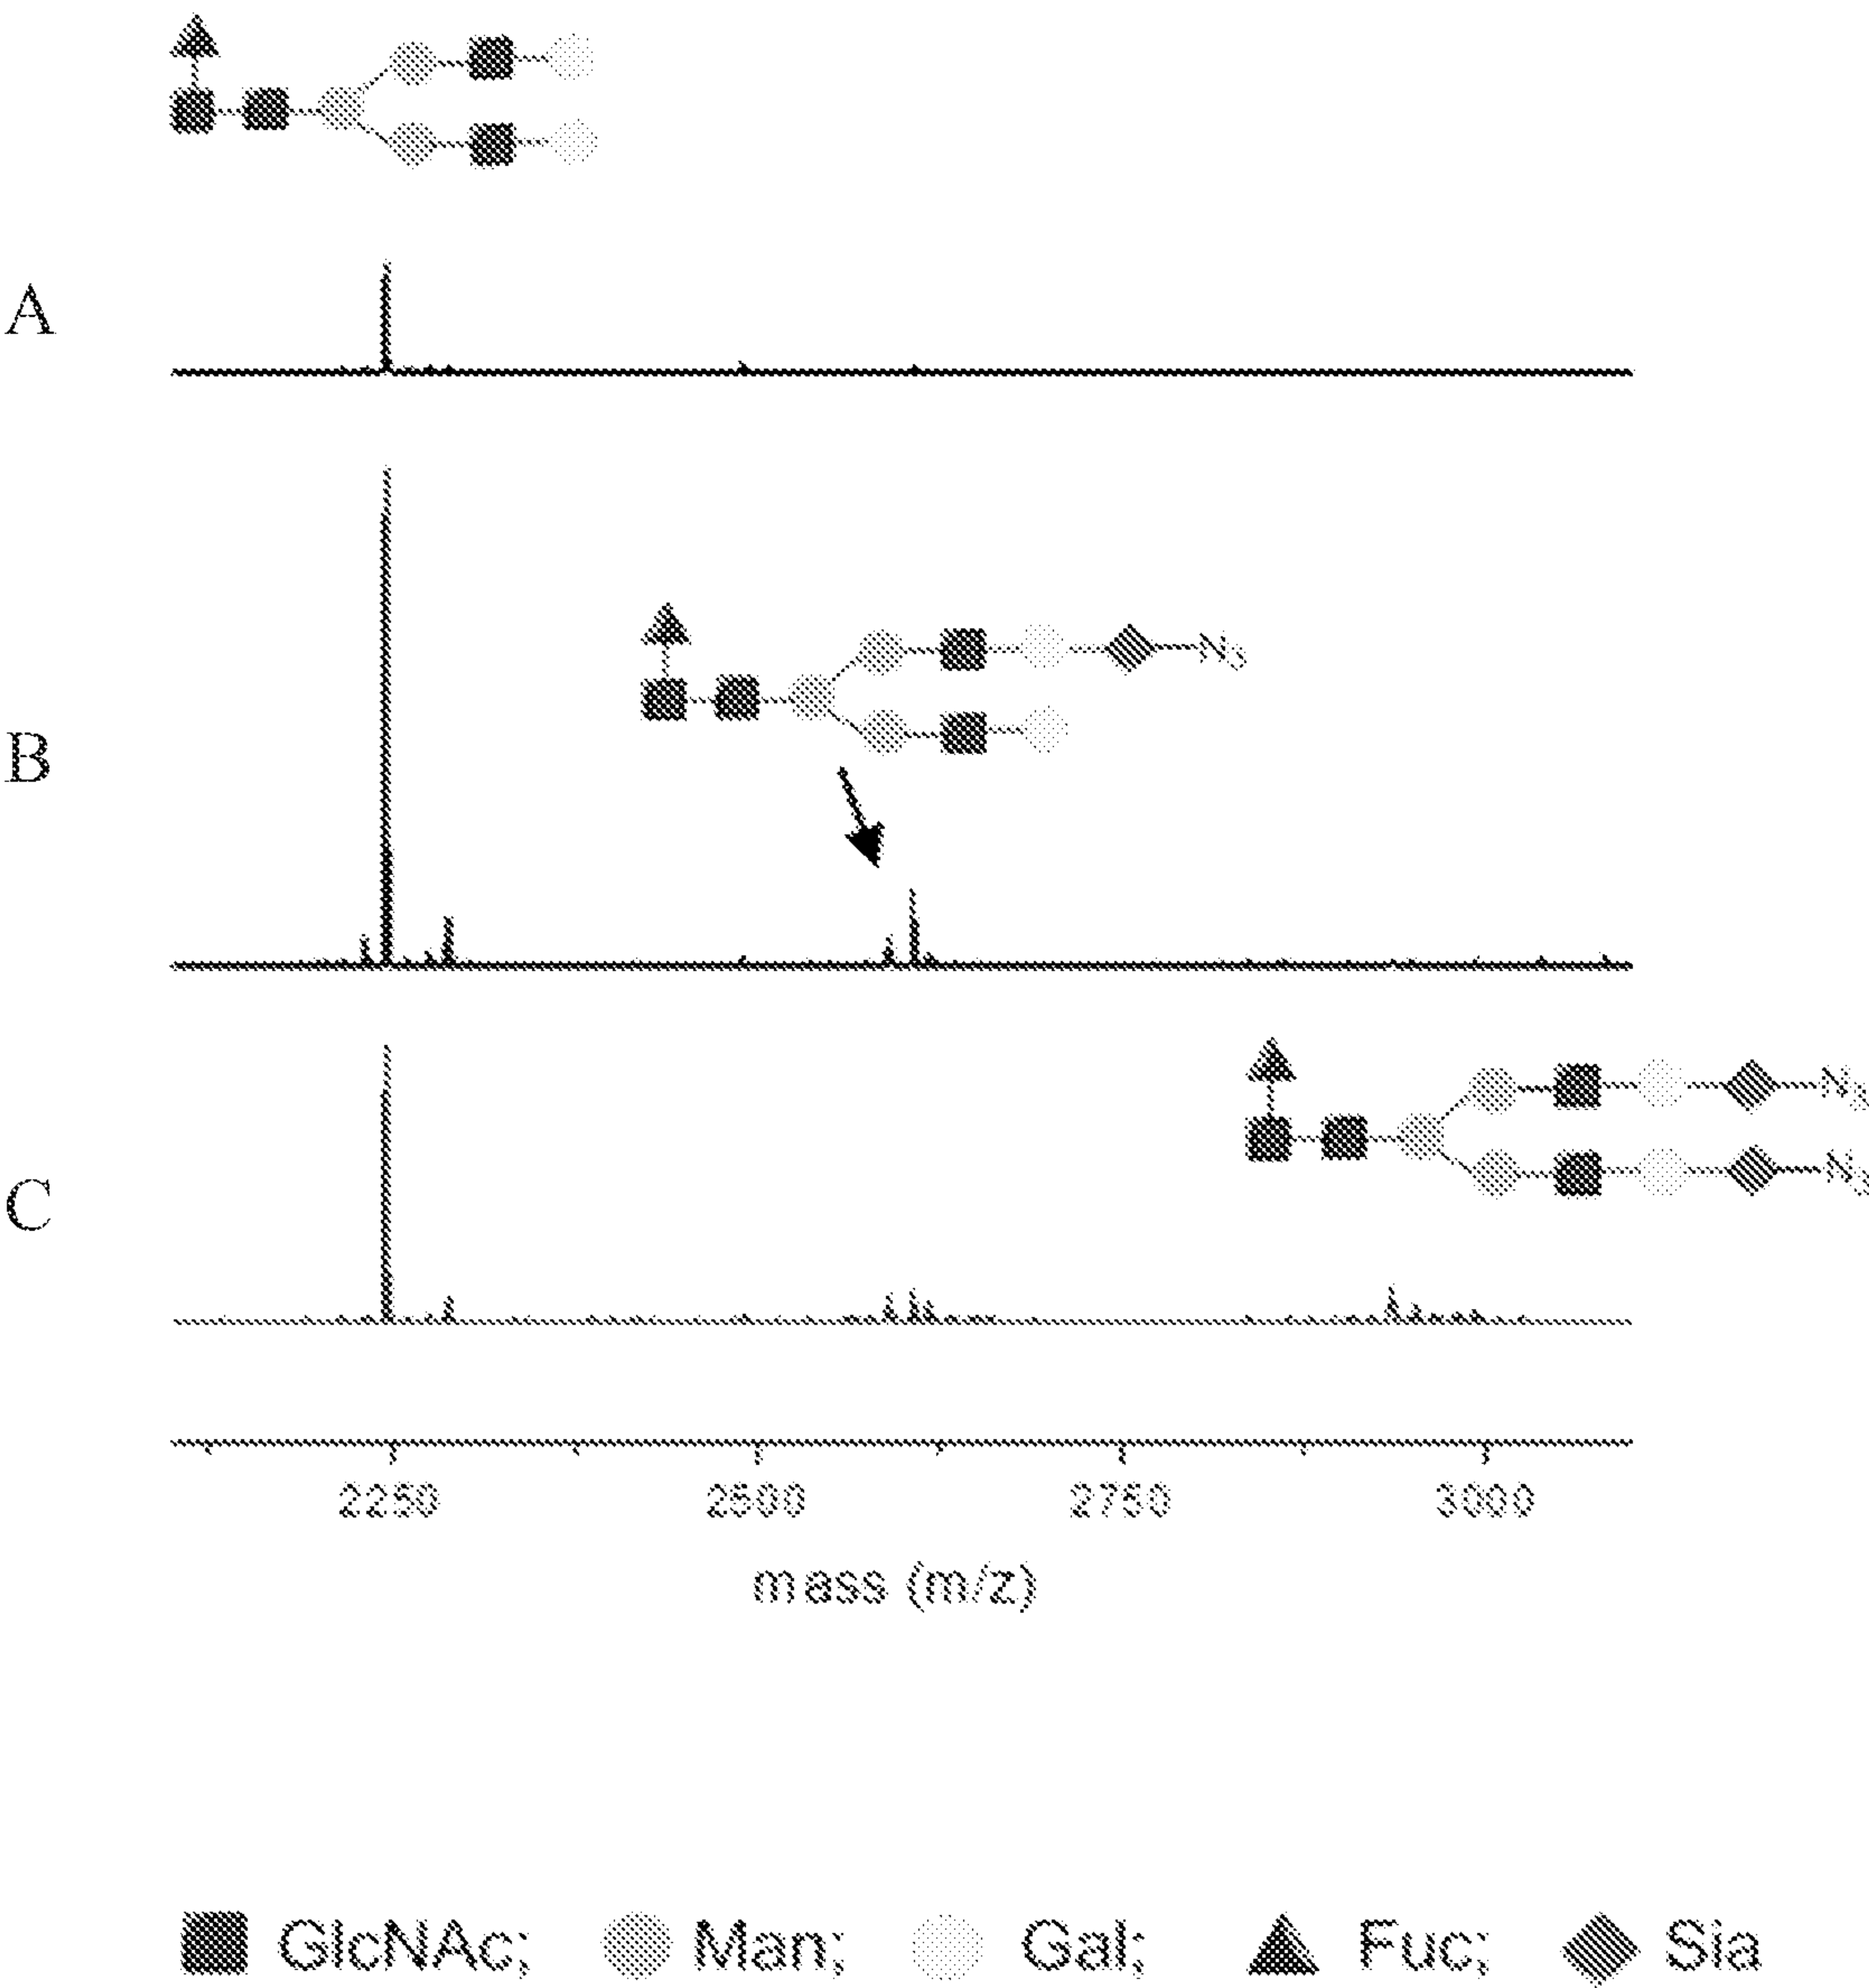 A
B
N3
C
N3
N3
2250 2500 2750 3000
mass (m/z)
GlcNAc; Man; Gal; Fuc; Sia